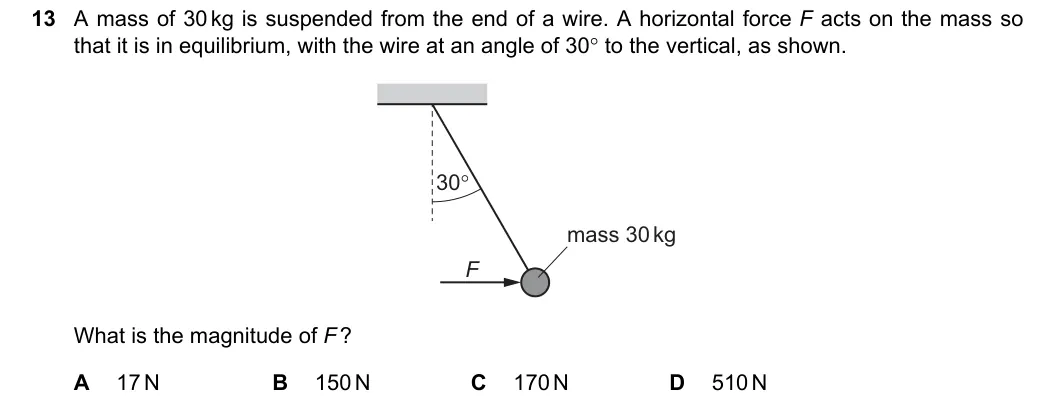 13 A mass of 30 kg is suspended from the end of a wire. A horizontal force F acts on the mass so
that it is in equilibrium, with the wire at an angle of 30° to the vertical, as shown.
30°
mass 30 kg
F
What is the magnitude of F?
A 17 N B 150 N C 170 N D 510 N